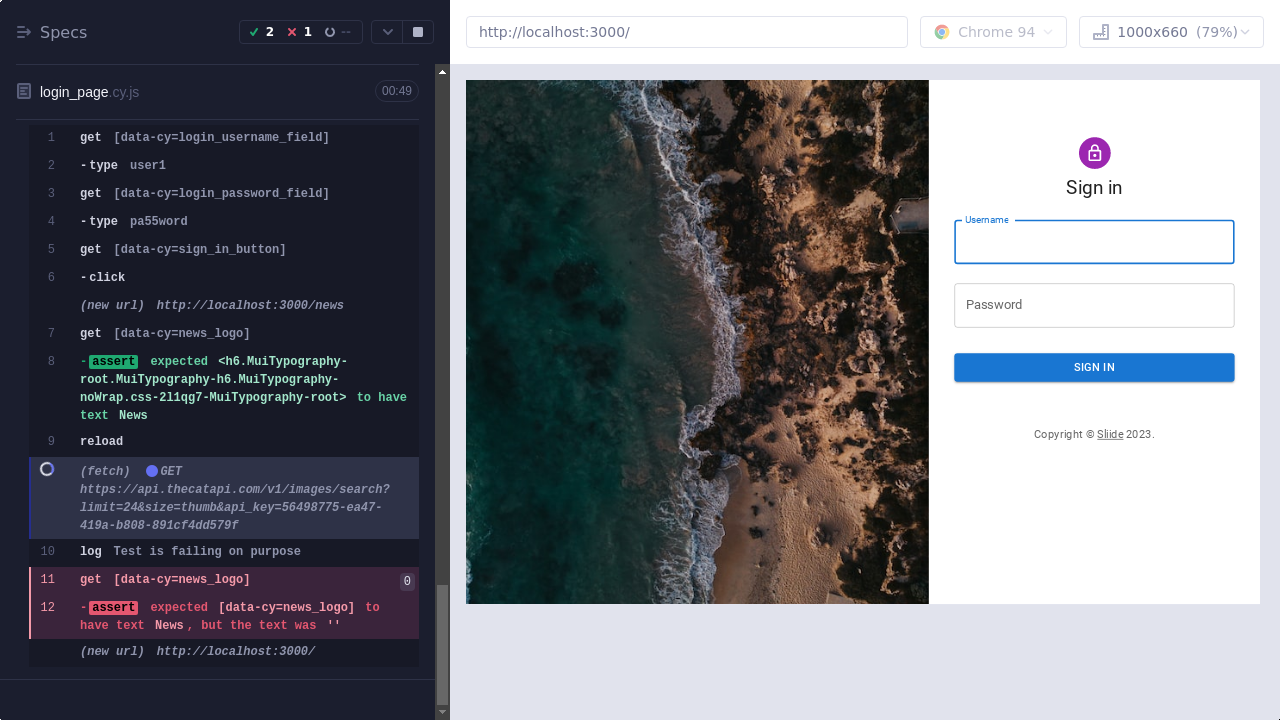 Specs
2
1
--
http://localhost:3000/
Chrome 94
1000x660 (79%)
login_page.cy.js
00:49
1 get [data-cy=login_username_field]
2 -type user1
3 get [data-cy=login_password_field]
4 -type pa55word
5 get [data-cy=sign_in_button]
6 -click
(new url) http://localhost:3000/news
7 get [data-cy=news_logo]
8 -assert expected <h6.MuiTypography-
root.MuiTypography-h6.MuiTypography-
noWrap.css-2l1qg7-MuiTypography-root> to have
text News
9 reload
(fetch) GET
https://api.thecatapi.com/v1/images/search?
limit=24&size=thumb&api_key=56498775-ea47-
419a-b808-891cf4dd579f
10 log Test is failing on purpose
11 get [data-cy=news_logo] 0
12 -assert expected [data-cy=news_logo] to
have text News, but the text was ''
(new url) http://localhost:3000/
Sign in
Username
Password
SIGN IN
Copyright © Sliide 2023.